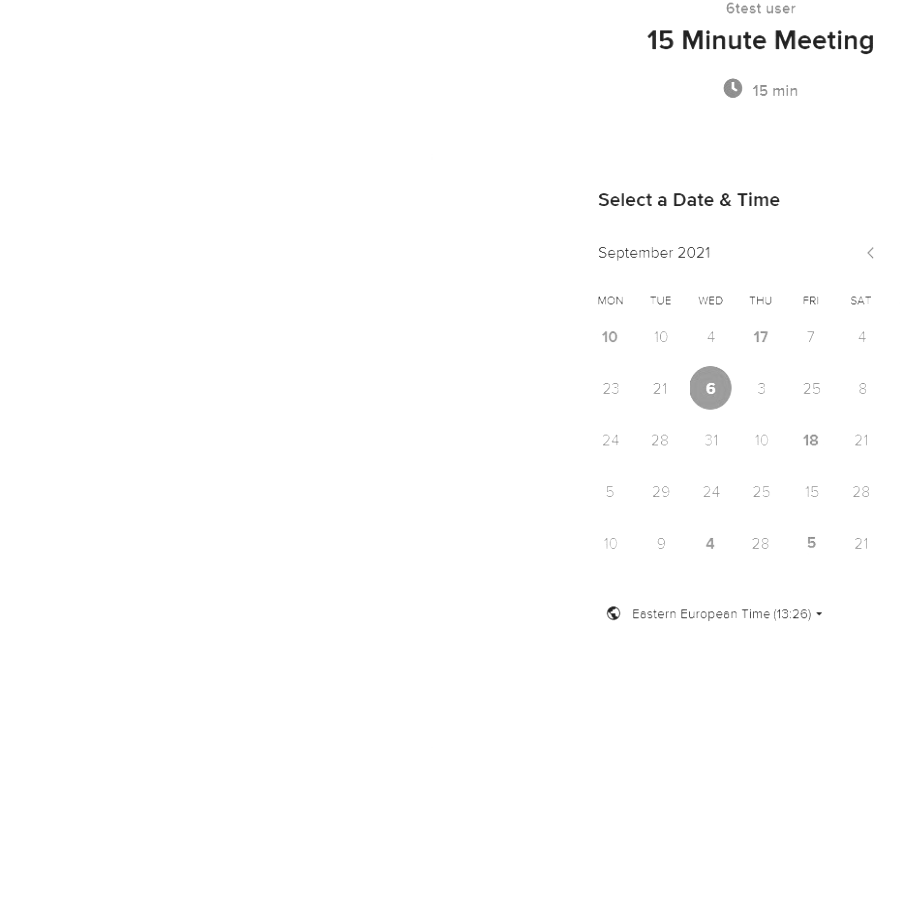 6test user
15 Minute Meeting
15 min
Select a Date & Time
September 2021
MON TUE WED THU FRI SAT
10 10 4 17 7 4
23 21 6 3 25 8
24 28 31 10 18 21
5 29 24 25 15 28
10 9 4 28 5 21
Eastern European Time (13:26)